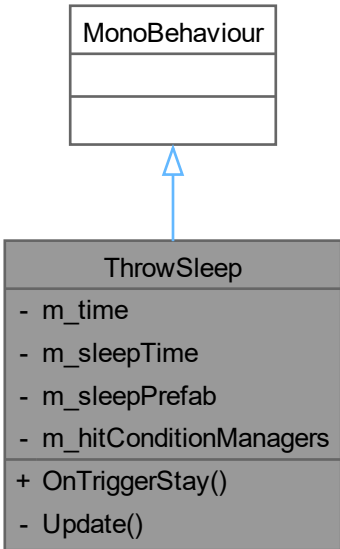 MonoBehaviour
ThrowSleep
- m_time
- m_sleepTime
- m_sleepPrefab
- m_hitConditionManagers
+ OnTriggerStay()
- Update()